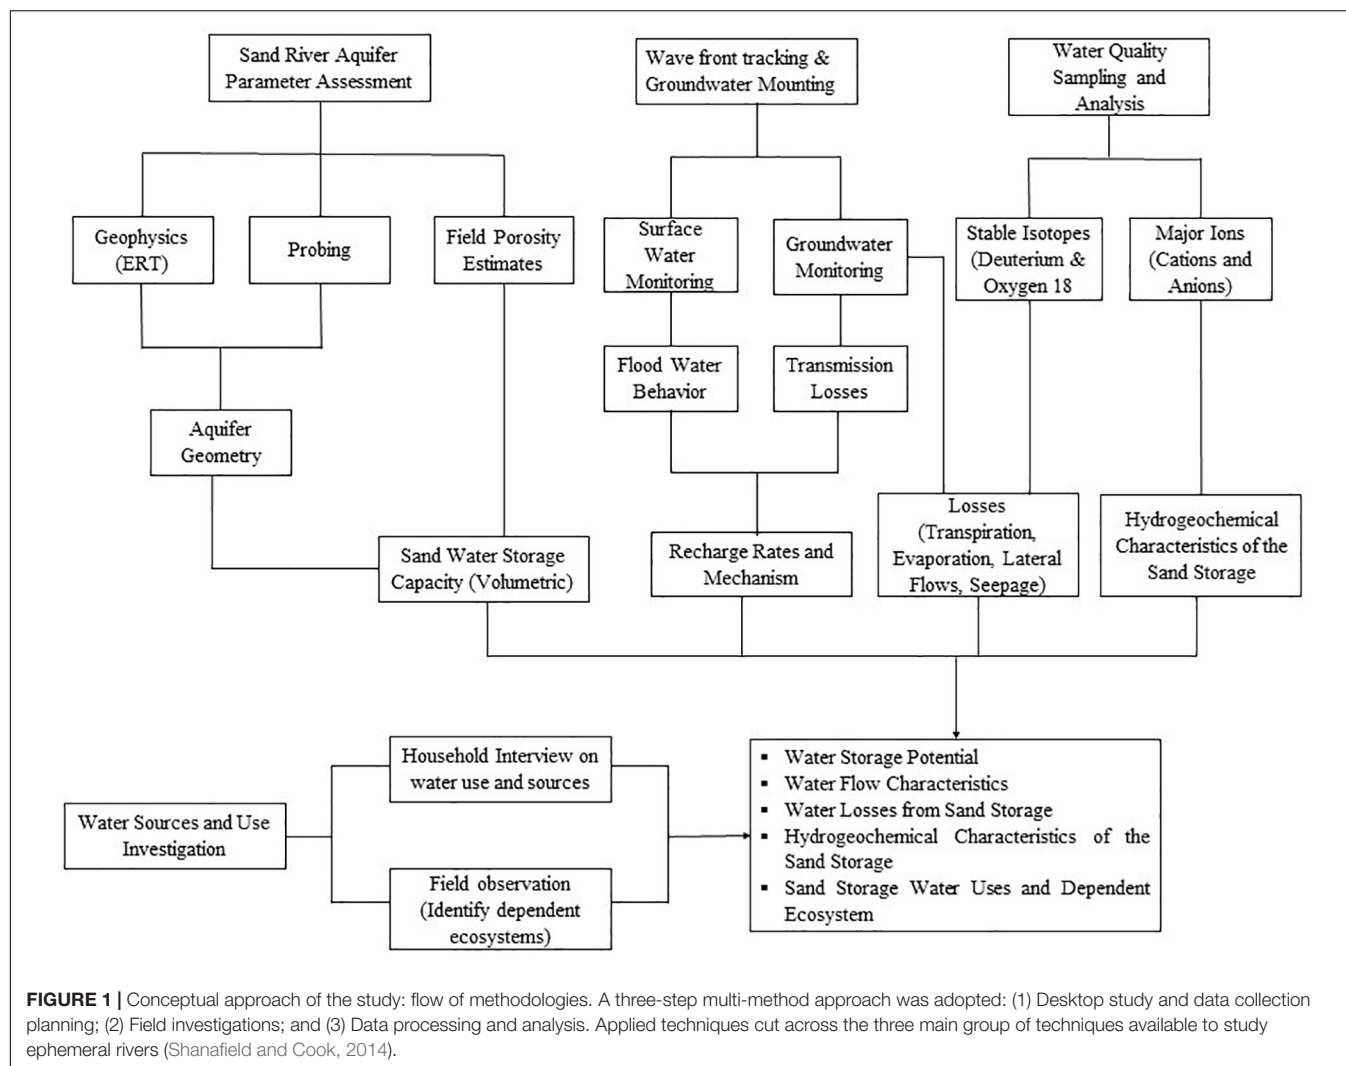 Sand River Aquifer
Parameter Assessment
Wave front tracking &
Groundwater Mounting
Water Quality
Sampling and
Analysis
Geophysics
(ERT)
Probing
Field Porosity
Estimates
Surface
Water
Monitoring
Groundwater
Monitoring
Stable Isotopes
(Deuterium &
Oxygen 18
Major Ions
(Cations and
Anions)
Flood Water
Behavior
Transmission
Losses
Aquifer
Geometry
Sand Water Storage
Capacity (Volumetric)
Recharge Rates and
Mechanism
Losses
(Transpiration,
Evaporation, Lateral
Flows, Seepage)
Hydrogeochemical
Characteristics of the
Sand Storage
Water Sources and Use
Investigation
Household Interview on
water use and sources
Field observation
(Identify dependent
ecosystems)
▪ Water Storage Potential
▪ Water Flow Characteristics
▪ Water Losses from Sand Storage
▪ Hydrogeochemical Characteristics of the
Sand Storage
▪ Sand Storage Water Uses and Dependent
Ecosystem
FIGURE 1 | Conceptual approach of the study: flow of methodologies. A three-step multi-method approach was adopted: (1) Desktop study and data collection
planning; (2) Field investigations; and (3) Data processing and analysis. Applied techniques cut across the three main group of techniques available to study
ephemeral rivers (Shanafield and Cook, 2014).